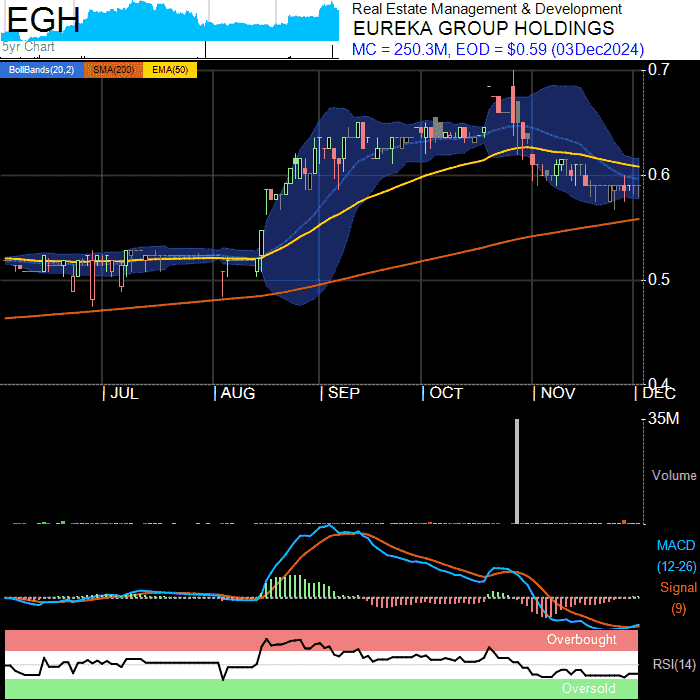 EGH
Real Estate Management & Development
EUREKA GROUP HOLDINGS
5yr Chart
MC = 250.3M, EOD = $0.59 (03Dec2024)
BollBands(20,2) SMA(200) EMA(50)
0.7
0.6
0.5
0.4
JUL AUG SEP OCT NOV DEC
35M
Volume
MACD
(12-26)
Signal
(9)
Overbought
RSI(14)
Oversold